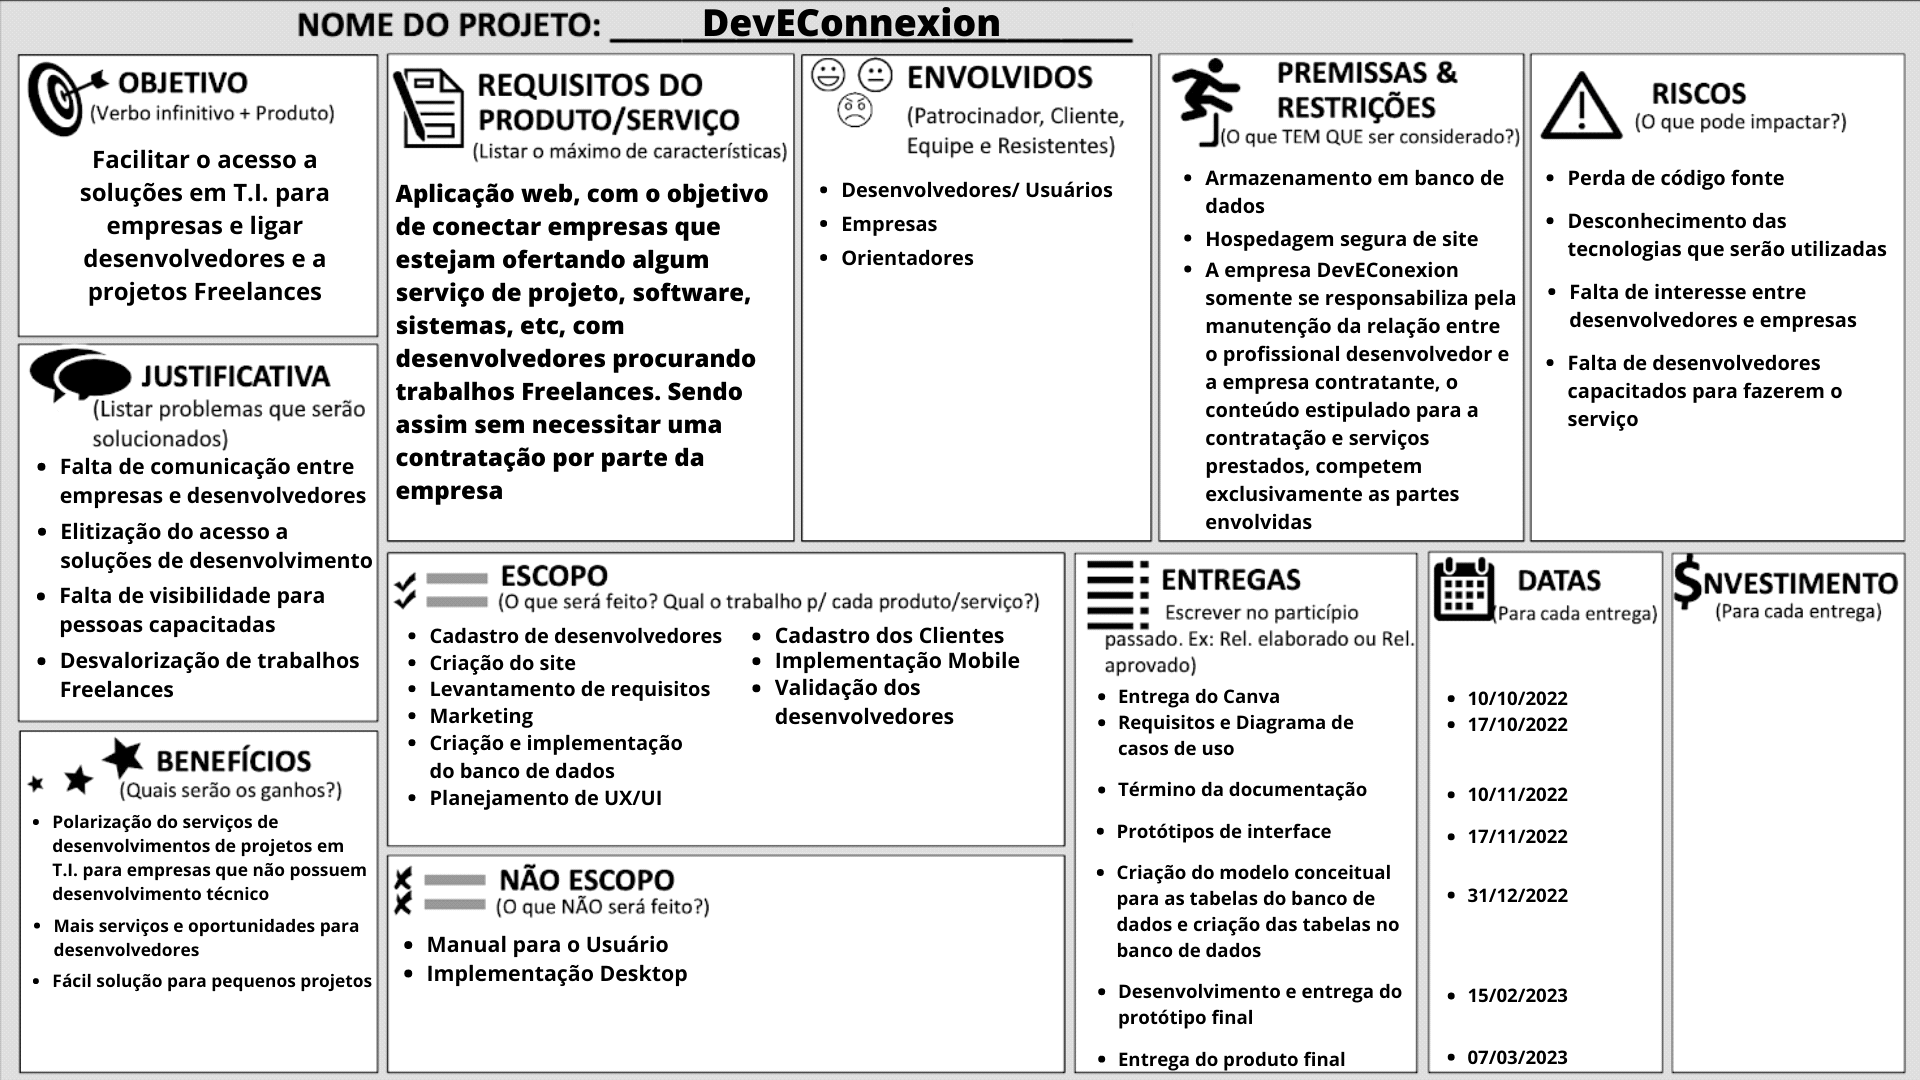 NOME DO PROJETO: DevEConnexion
OBJETIVO
(Verbo infinitivo + Produto)
Facilitar o acesso a
soluções em T.I. para
empresas e ligar
desenvolvedores e a
projetos Freelances
JUSTIFICATIVA
(Listar problemas que serão
solucionados)
• Falta de comunicação entre
empresas e desenvolvedores
• Elitização do acesso a
soluções de desenvolvimento
• Falta de visibilidade para
pessoas capacitadas
• Desvalorização de trabalhos
Freelances
BENEFÍCIOS
(Quais serão os ganhos?)
• Polarização do serviços de
desenvolvimentos de projetos em
T.I. para empresas que não possuem
desenvolvimento técnico
• Mais serviços e oportunidades para
desenvolvedores
• Fácil solução para pequenos projetos
REQUISITOS DO
PRODUTO/SERVIÇO
(Listar o máximo de características)
Aplicação web, com o objetivo
de conectar empresas que
estejam ofertando algum
serviço de projeto, software,
sistemas, etc, com
desenvolvedores procurando
trabalhos Freelances. Sendo
assim sem necessitar uma
contratação por parte da
empresa
ENVOLVIDOS
(Patrocinador, Cliente,
Equipe e Resistentes)
• Desenvolvedores/ Usuários
• Empresas
• Orientadores
PREMISSAS &
RESTRIÇÕES
(O que TEM QUE ser considerado?)
• Armazenamento em banco de
dados
• Hospedagem segura de site
• A empresa DevEConexion
somente se responsabiliza pela
manutenção da relação entre
o profissional desenvolvedor e
a empresa contratante, o
conteúdo estipulado para a
contratação e serviços
prestados, competem
exclusivamente as partes
envolvidas
RISCOS
(O que pode impactar?)
• Perda de código fonte
• Desconhecimento das
tecnologias que serão utilizadas
• Falta de interesse entre
desenvolvedores e empresas
• Falta de desenvolvedores
capacitados para fazerem o
serviço
ESCOPO
(O que será feito? Qual o trabalho p/ cada produto/serviço?)
• Cadastro de desenvolvedores
• Criação do site
• Levantamento de requisitos
• Marketing
• Criação e implementação
do banco de dados
• Planejamento de UX/UI
• Cadastro dos Clientes
• Implementação Mobile
• Validação dos
desenvolvedores
NÃO ESCOPO
(O que NÃO será feito?)
• Manual para o Usuário
• Implementação Desktop
ENTREGAS
Escrever no particípio
passado. Ex: Rel. elaborado ou Rel.
aprovado)
• Entrega do Canva
• Requisitos e Diagrama de
casos de uso
• Término da documentação
• Protótipos de interface
• Criação do modelo conceitual
para as tabelas do banco de
dados e criação das tabelas no
banco de dados
• Desenvolvimento e entrega do
protótipo final
• Entrega do produto final
DATAS
(Para cada entrega)
• 10/10/2022
• 17/10/2022
• 10/11/2022
• 17/11/2022
• 31/12/2022
• 15/02/2023
• 07/03/2023
$NVESTIMENTO
(Para cada entrega)